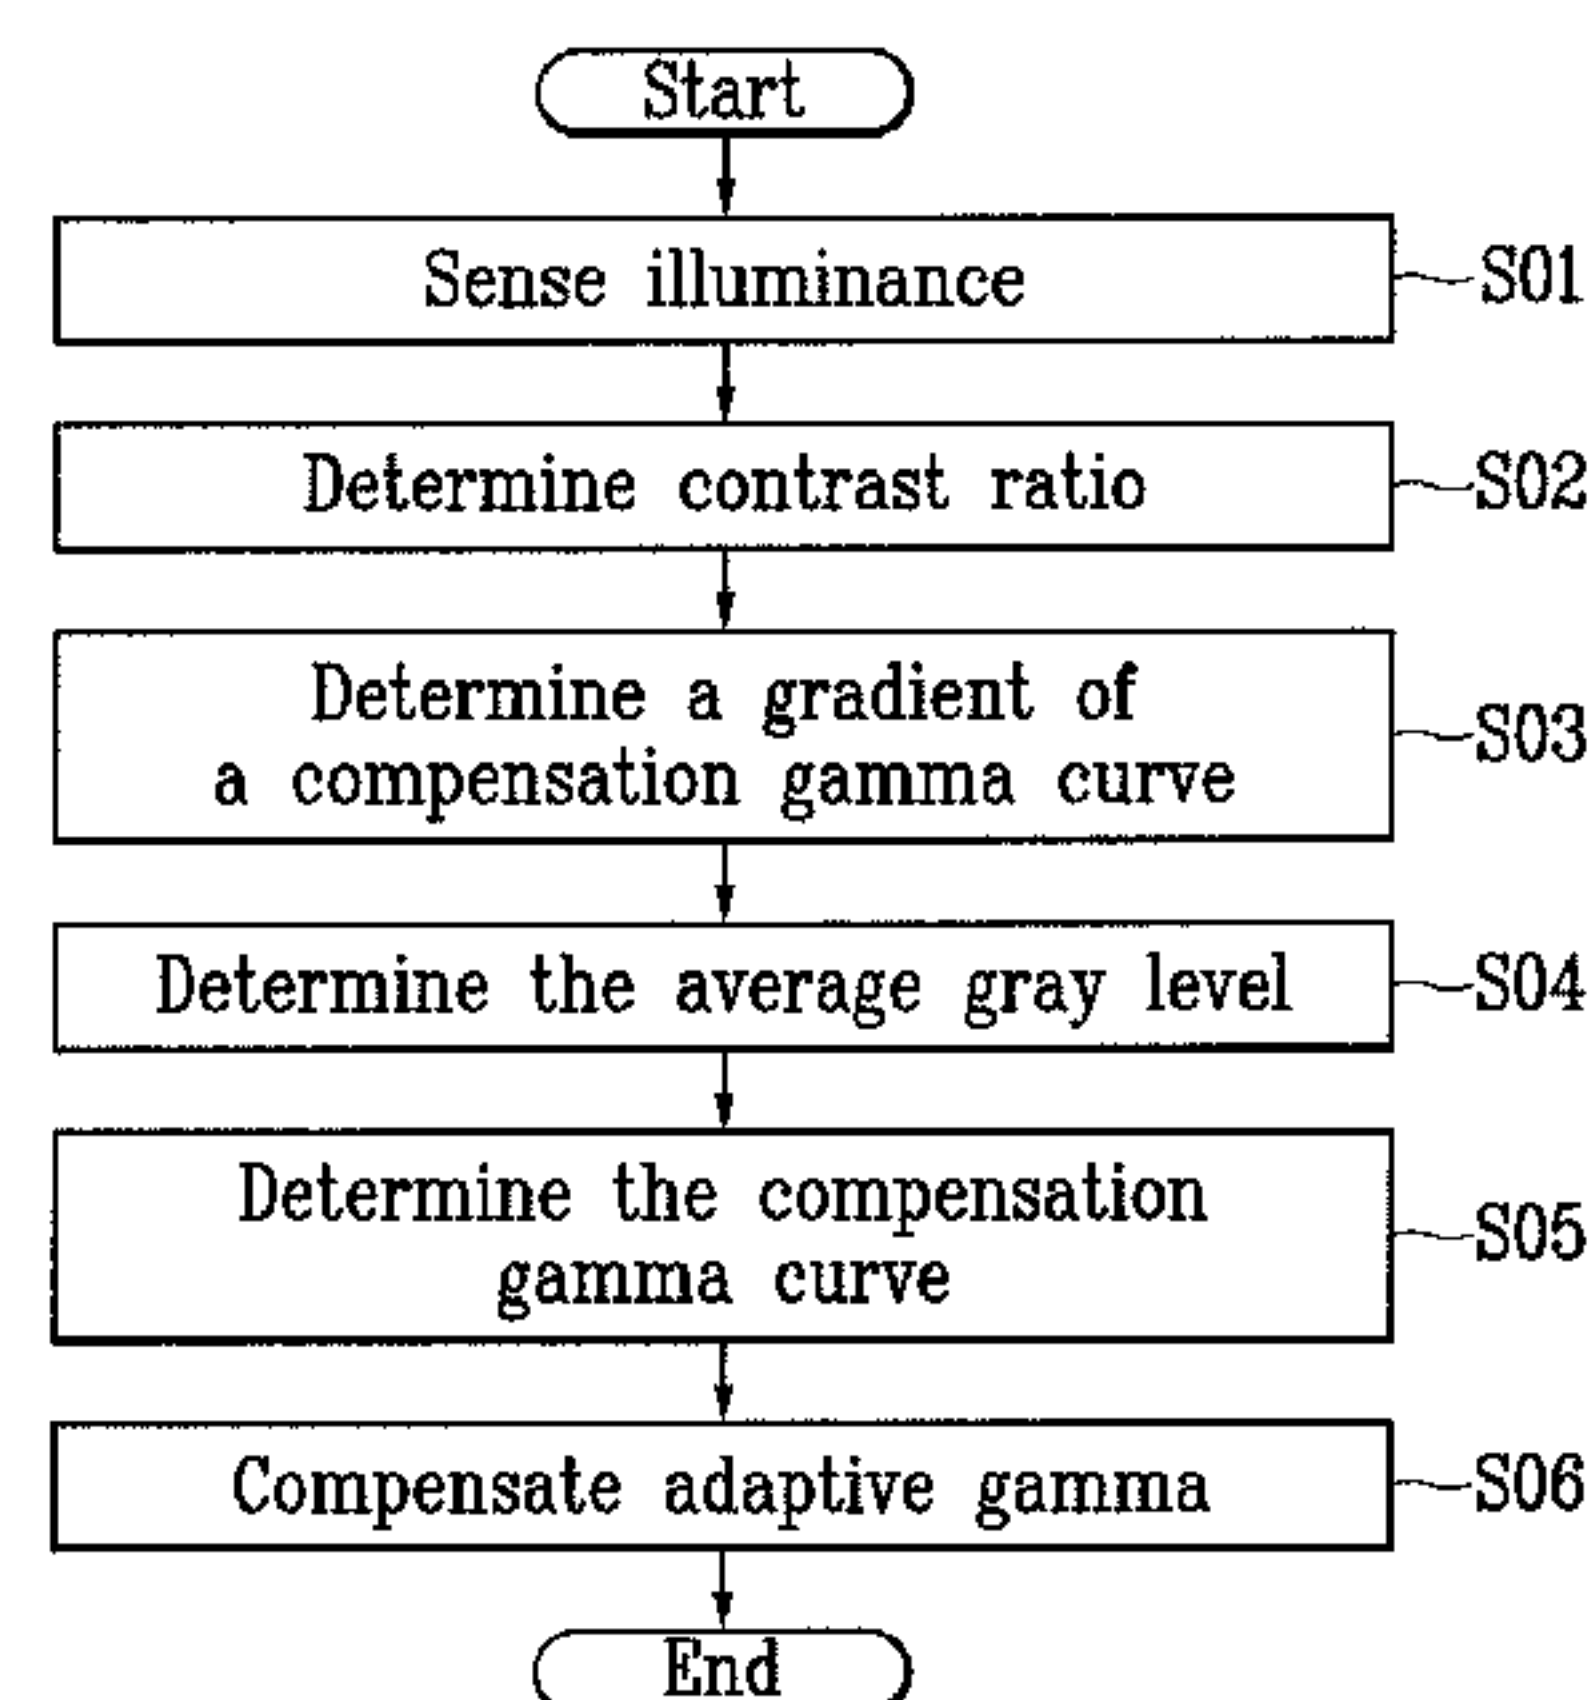 Start
Sense illuminance
S01
Determine contrast ratio
S02
Determine a gradient of
a compensation gamma curve
S03
Determine the average gray level
S04
Determine the compensation
gamma curve
S05
Compensate adaptive gamma
S06
End